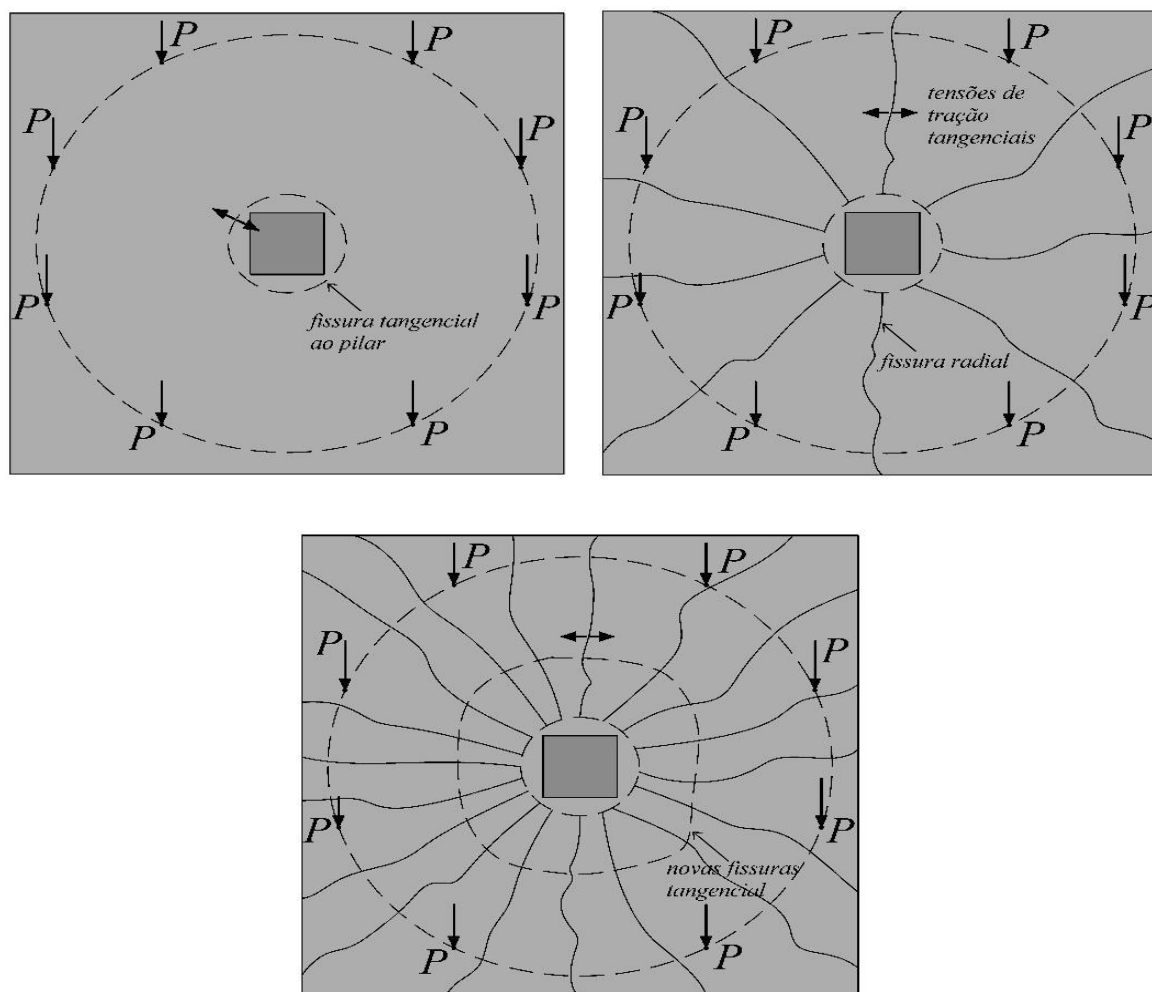 P
P
P
P
fissura tangencial
ao pilar
P
P
P
P
P
P
tensões de
tração
tangenciais
P
P
P
P
fissura radial
P
P
P
P
P
P
P
P
novas fissuras
tangencial
P
P